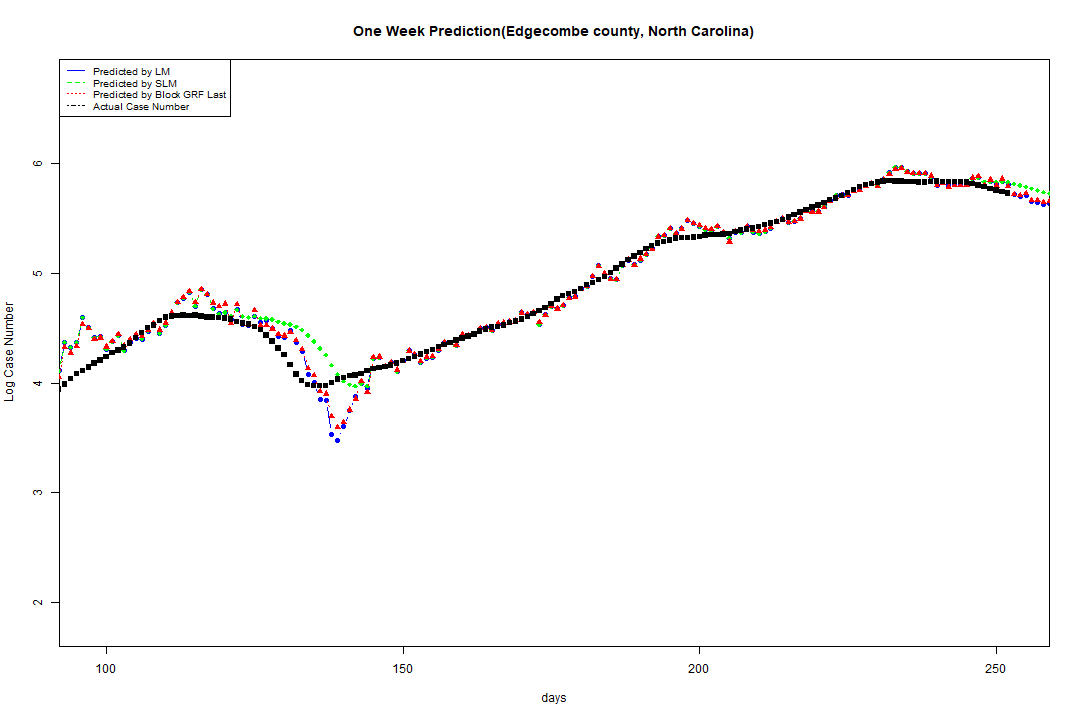 One Week Prediction(Edgecombe county, North Carolina)
Predicted by LM
Predicted by SLM
Predicted by Block GRF Last
Actual Case Number
6
5
4
3
2
Log Case Number
100 150 200 250
days